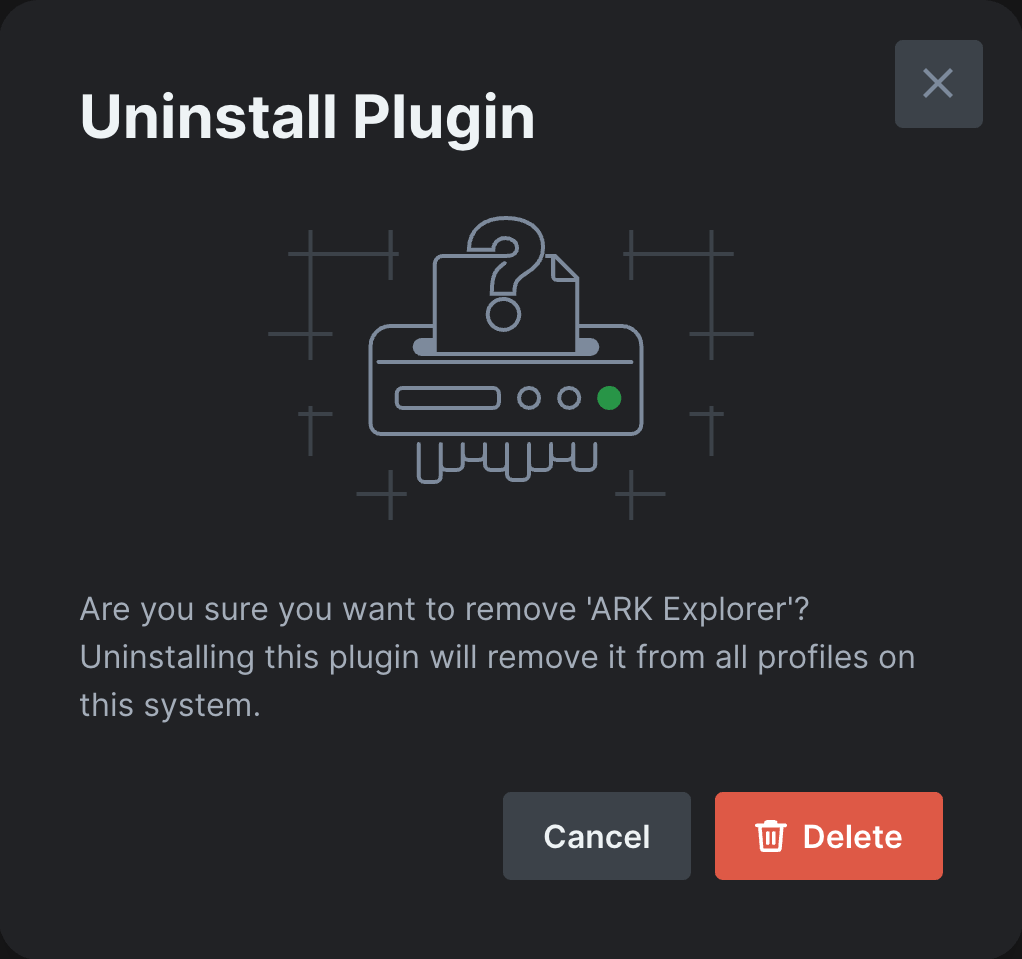 Uninstall Plugin
?
Are you sure you want to remove 'ARK Explorer'?
Uninstalling this plugin will remove it from all profiles on
this system.
Cancel
Delete